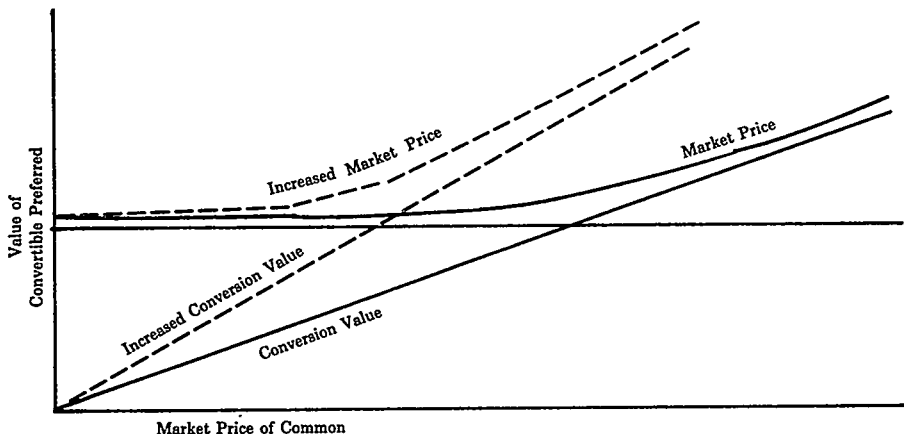 Value of
Convertible Preferred
Increased Market Price
Market Price
Increased Conversion Value
Conversion Value
Market Price of Common